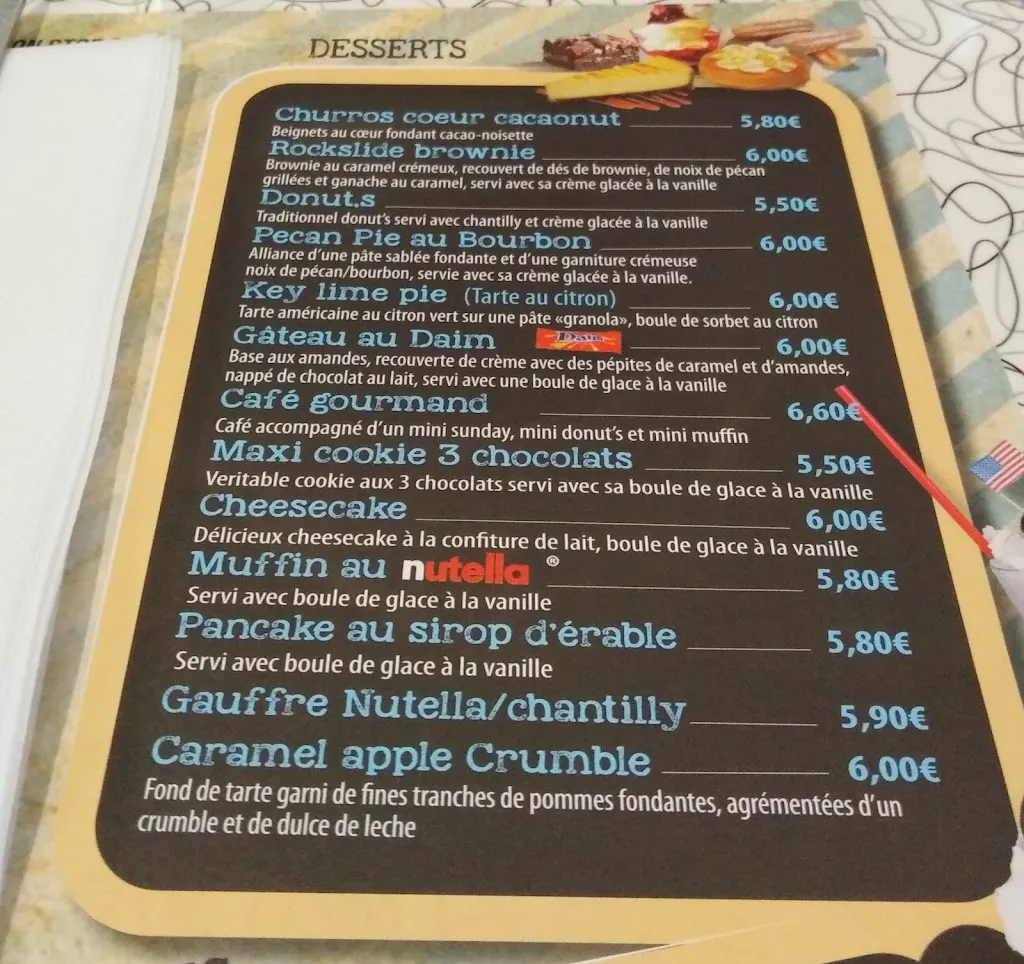 DESSERTS
Churros coeur cacaonut 5,80€
Beignets au cœur fondant cacao-noisette
Rockslide brownie 6,00€
Brownie au caramel crémeux, recouvert de dés de brownie, de noix de pécan
grillées et ganache au caramel, servi avec sa crème glacée à la vanille
Donut,s 5,50€
Traditionnel donut's servi avec chantilly et crème glacée à la vanille
Pecan Pie au Bourbon 6,00€
Alliance d'une pâte sablée fondante et d'une garniture crémeuse
noix de pécan/bourbon, servie avec sa crème glacée à la vanille.
Key lime pie (Tarte au citron) 6,00€
Tarte américaine au citron vert sur une pâte «granola», boule de sorbet au citron
Gâteau au Daim Daim 6,00€
Base aux amandes, recouverte de crème avec des pépites de caramel et d'amandes,
nappé de chocolat au lait, servi avec une boule de glace à la vanille
Café gourmand 6,60€
Café accompagné d'un mini sunday, mini donut's et mini muffin
Maxi cookie 3 chocolats 5,50€
Veritable cookie aux 3 chocolats servi avec sa boule de glace à la vanille
Cheesecake 6,00€
Délicieux cheesecake à la confiture de lait, boule de glace à la vanille
Muffin au nutella ® 5,80€
Servi avec boule de glace à la vanille
Pancake au sirop d'érable 5,80€
Servi avec boule de glace à la vanille
Gauffre Nutella/chantilly 5,90€
Caramel apple Crumble 6,00€
Fond de tarte garni de fines tranches de pommes fondantes, agrémentées d'un
crumble et de dulce de leche